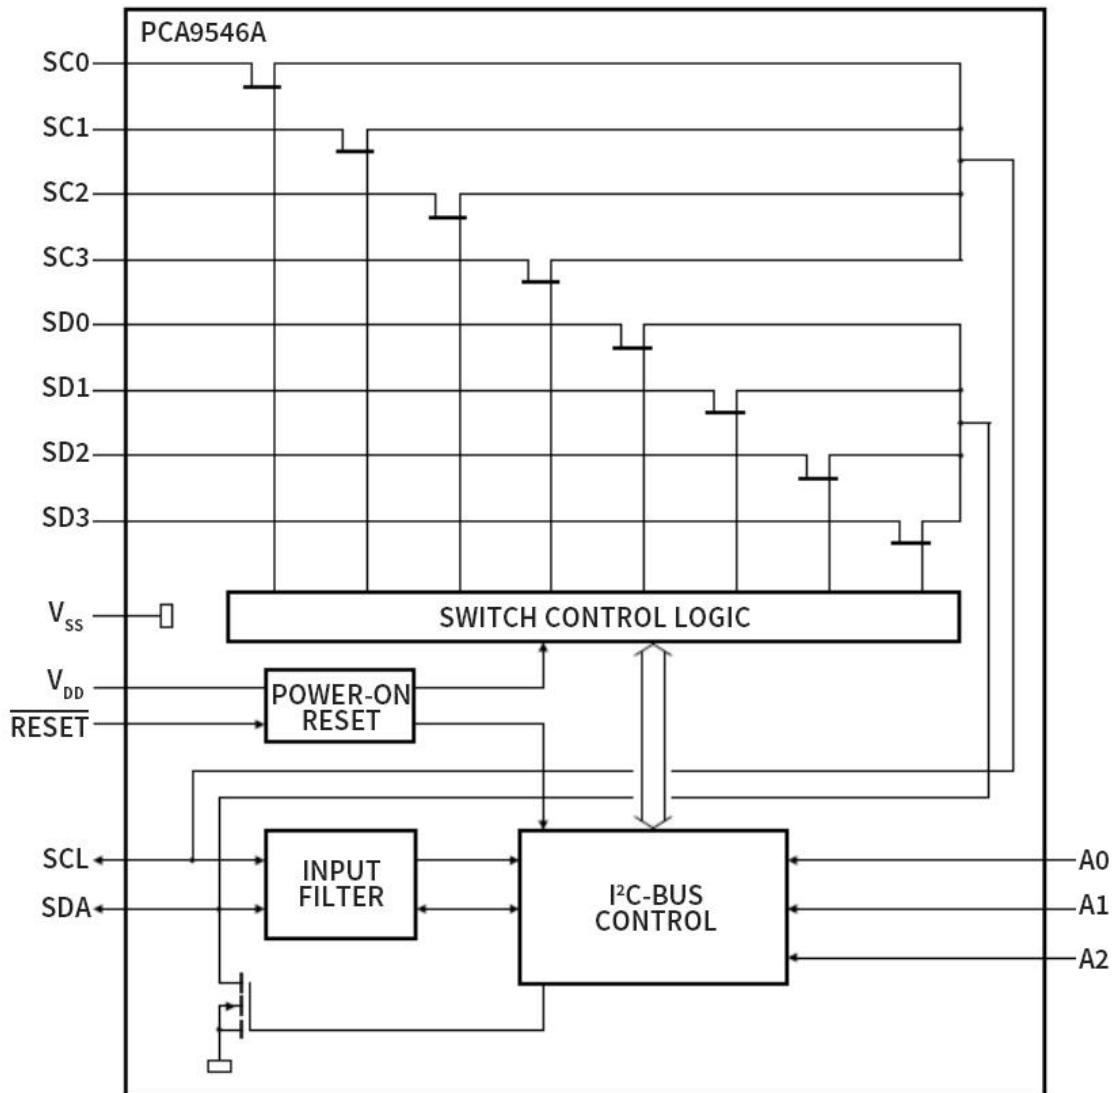 PCA9546A
SC0
SC1
SC2
SC3
SD0
SD1
SD2
SD3
VSS
SWITCH CONTROL LOGIC
VDD
POWER-ON
RESET
RESET
SCL
SDA
INPUT
FILTER
I²C-BUS
CONTROL
A0
A1
A2